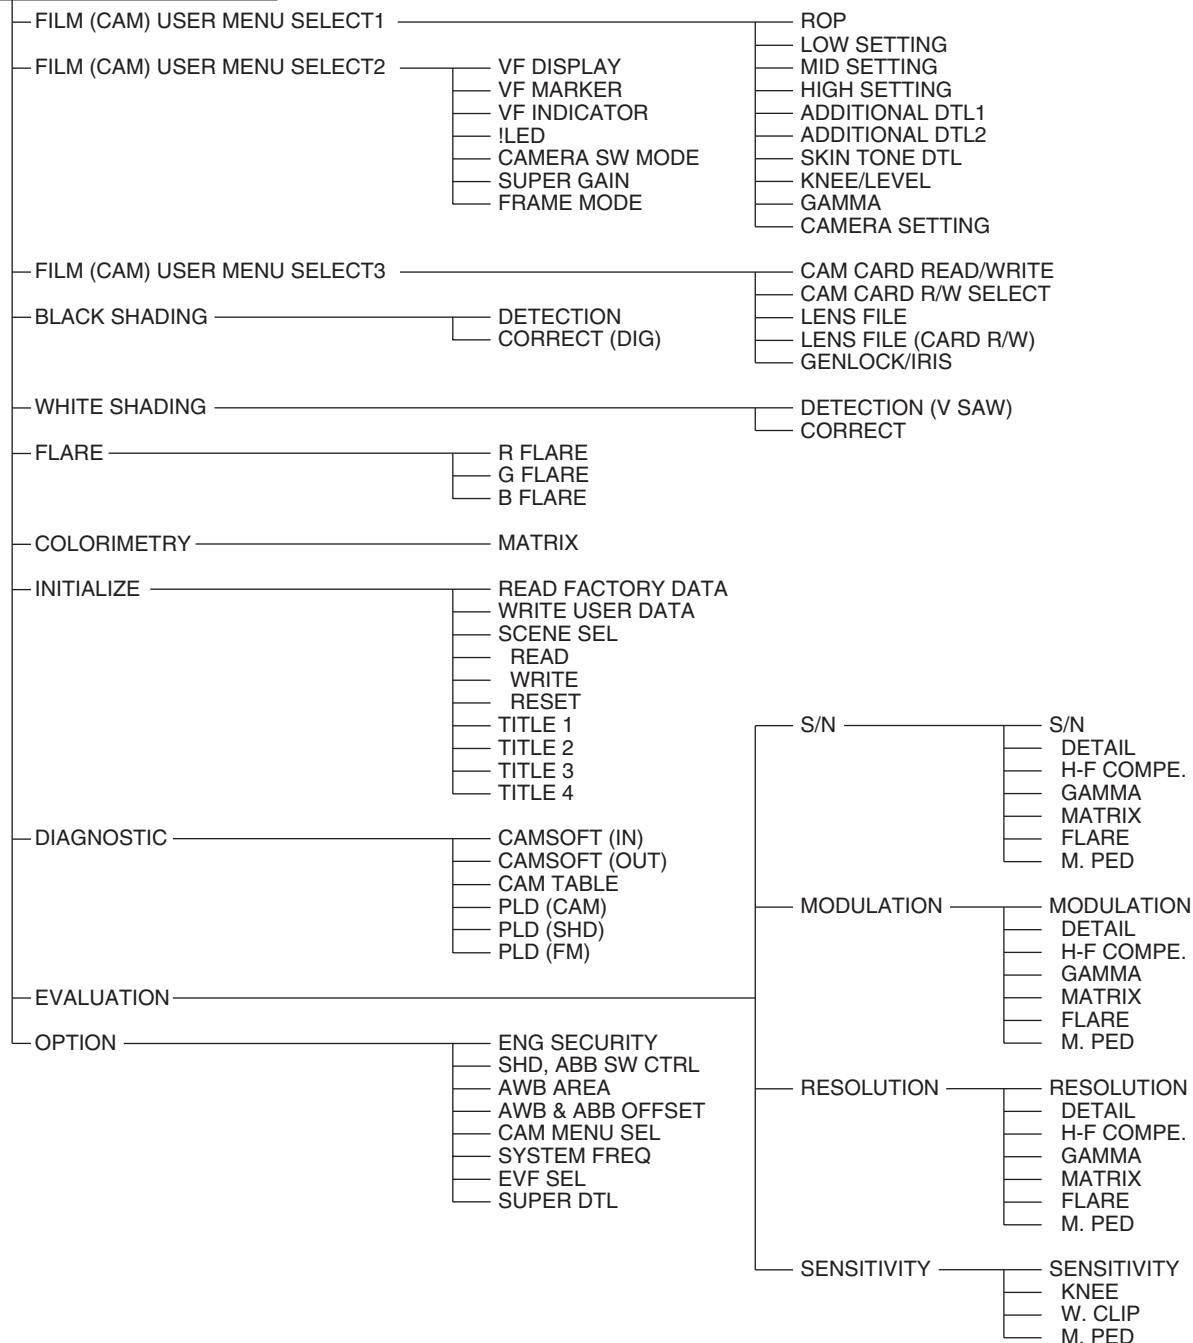 FILM (CAM) USER MENU SELECT1
ROP
LOW SETTING
MID SETTING
HIGH SETTING
ADDITIONAL DTL1
ADDITIONAL DTL2
SKIN TONE DTL
KNEE/LEVEL
GAMMA
CAMERA SETTING
FILM (CAM) USER MENU SELECT2
VF DISPLAY
VF MARKER
VF INDICATOR
!LED
CAMERA SW MODE
SUPER GAIN
FRAME MODE
FILM (CAM) USER MENU SELECT3
CAM CARD READ/WRITE
CAM CARD R/W SELECT
LENS FILE
LENS FILE (CARD R/W)
GENLOCK/IRIS
BLACK SHADING
DETECTION
CORRECT (DIG)
WHITE SHADING
DETECTION (V SAW)
CORRECT
FLARE
R FLARE
G FLARE
B FLARE
COLORIMETRY
MATRIX
INITIALIZE
READ FACTORY DATA
WRITE USER DATA
SCENE SEL
READ
WRITE
RESET
TITLE 1
TITLE 2
TITLE 3
TITLE 4
DIAGNOSTIC
CAMSOFT (IN)
CAMSOFT (OUT)
CAM TABLE
PLD (CAM)
PLD (SHD)
PLD (FM)
EVALUATION
S/N
S/N
DETAIL
H-F COMPE.
GAMMA
MATRIX
FLARE
M. PED
MODULATION
MODULATION
DETAIL
H-F COMPE.
GAMMA
MATRIX
FLARE
M. PED
RESOLUTION
RESOLUTION
DETAIL
H-F COMPE.
GAMMA
MATRIX
FLARE
M. PED
SENSITIVITY
SENSITIVITY
KNEE
W. CLIP
M. PED
OPTION
ENG SECURITY
SHD, ABB SW CTRL
AWB AREA
AWB & ABB OFFSET
CAM MENU SEL
SYSTEM FREQ
EVF SEL
SUPER DTL